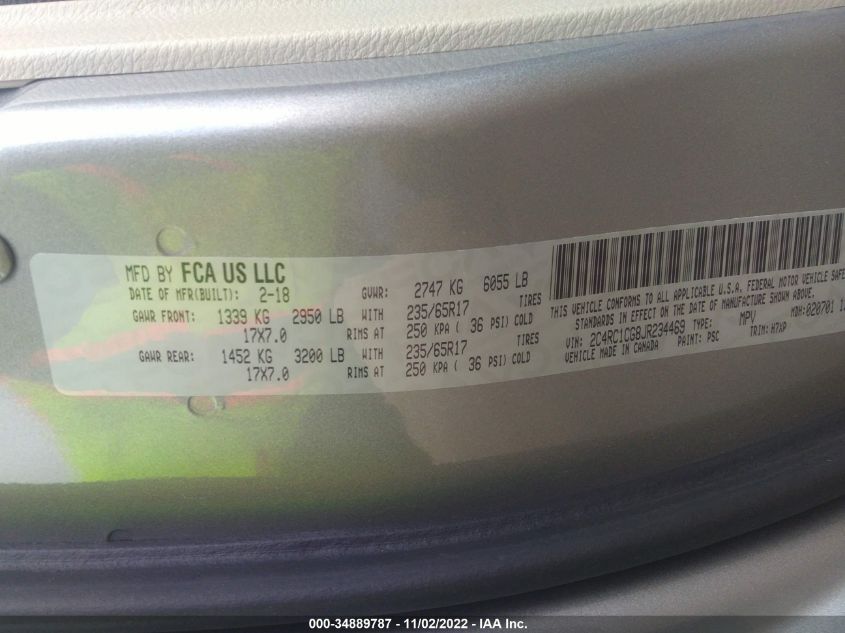 MFD BY FCA US LLC
DATE OF MFR(BUILT): 2-18 GVWR: 2747 KG 6055 LB
GAWR FRONT: 1339 KG 2950 LB WITH 235/65R17 TIRES
17X7.0 RIMS AT 250 KPA ( 36 PSI) COLD
GAWR REAR: 1452 KG 3200 LB WITH 235/65R17 TIRES
17X7.0 RIMS AT 250 KPA ( 36 PSI) COLD
THIS VEHICLE CONFORMS TO ALL APPLICABLE U.S.A. FEDERAL MOTOR VEHICLE
STANDARDS IN EFFECT ON THE DATE OF MANUFACTURE SHOWN ABOVE.
VIN: 2C4RC1CG8JR234469 TYPE: MPV MDH: 020701
VEHICLE MADE IN CANADA PAINT: PSC TRIM: H7XP
000-34889787 - 11/02/2022 - IAA Inc.